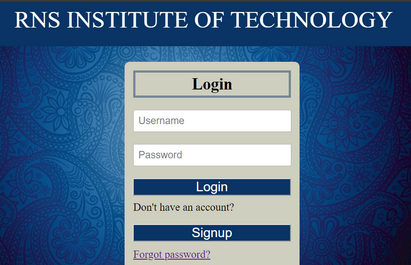 RNS INSTITUTE OF TECHNOLOGY
Login
Username
Password
Login
Don't have an account?
Signup
Forgot password?